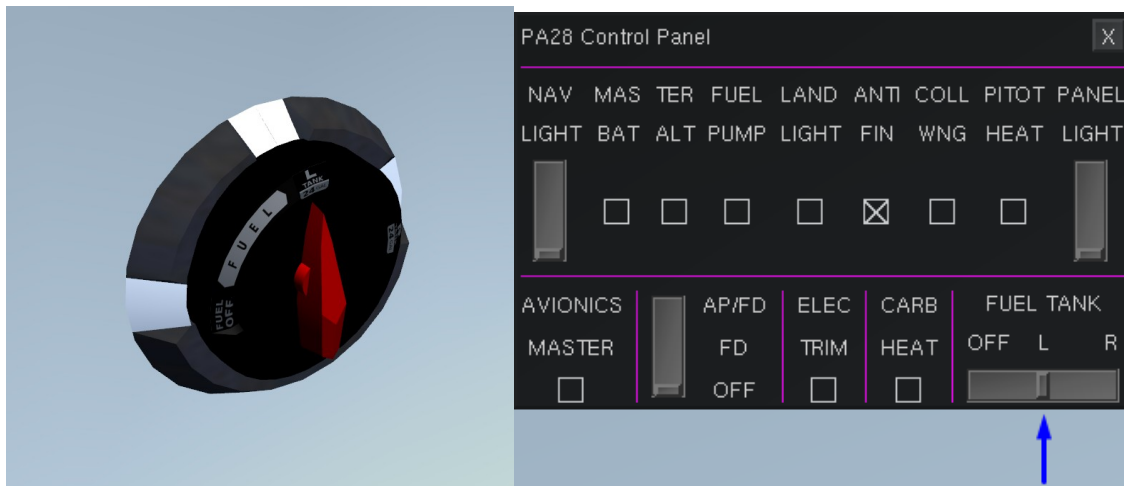 L
TANK
FUEL
FUEL
OFF
PA28 Control Panel
X
NAV MAS TER FUEL LAND ANTI COLL PITOT PANEL
LIGHT BAT ALT PUMP LIGHT FIN WNG HEAT LIGHT
AVIONICS AP/FD ELEC CARB FUEL TANK
MASTER FD TRIM HEAT OFF L R
OFF